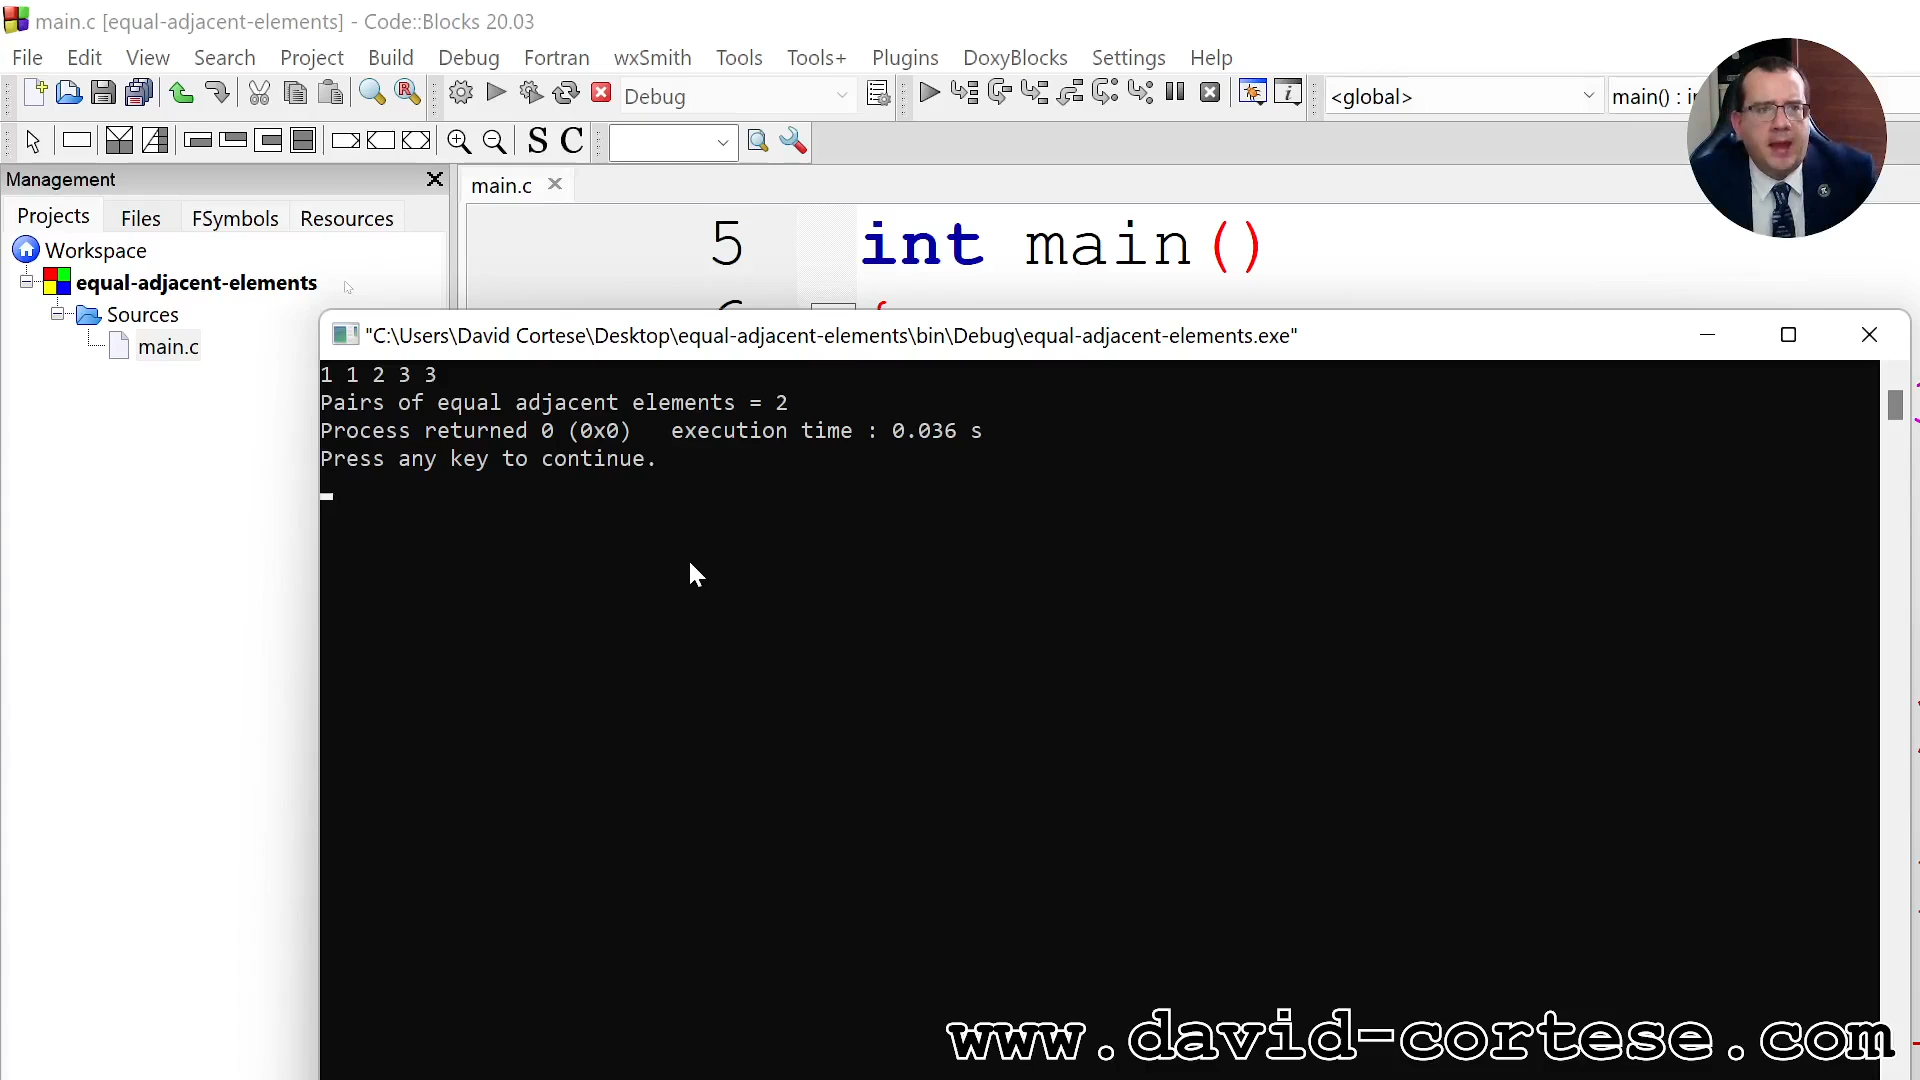 main.c [equal-adjacent-elements] - Code::Blocks 20.03
File Edit View Search Project Build Debug Fortran wxSmith Tools Tools+ Plugins DoxyBlocks Settings Help
Debug
<global>
main() :
S C
Management
Projects Files FSymbols Resources
main.c
Workspace
equal-adjacent-elements
Sources
main.c
5 int main()
"C:\Users\David Cortese\Desktop\equal-adjacent-elements\bin\Debug\equal-adjacent-elements.exe"
1 1 2 3 3
Pairs of equal adjacent elements = 2
Process returned 0 (0x0)   execution time : 0.036 s
Press any key to continue.
www.david-cortese.com